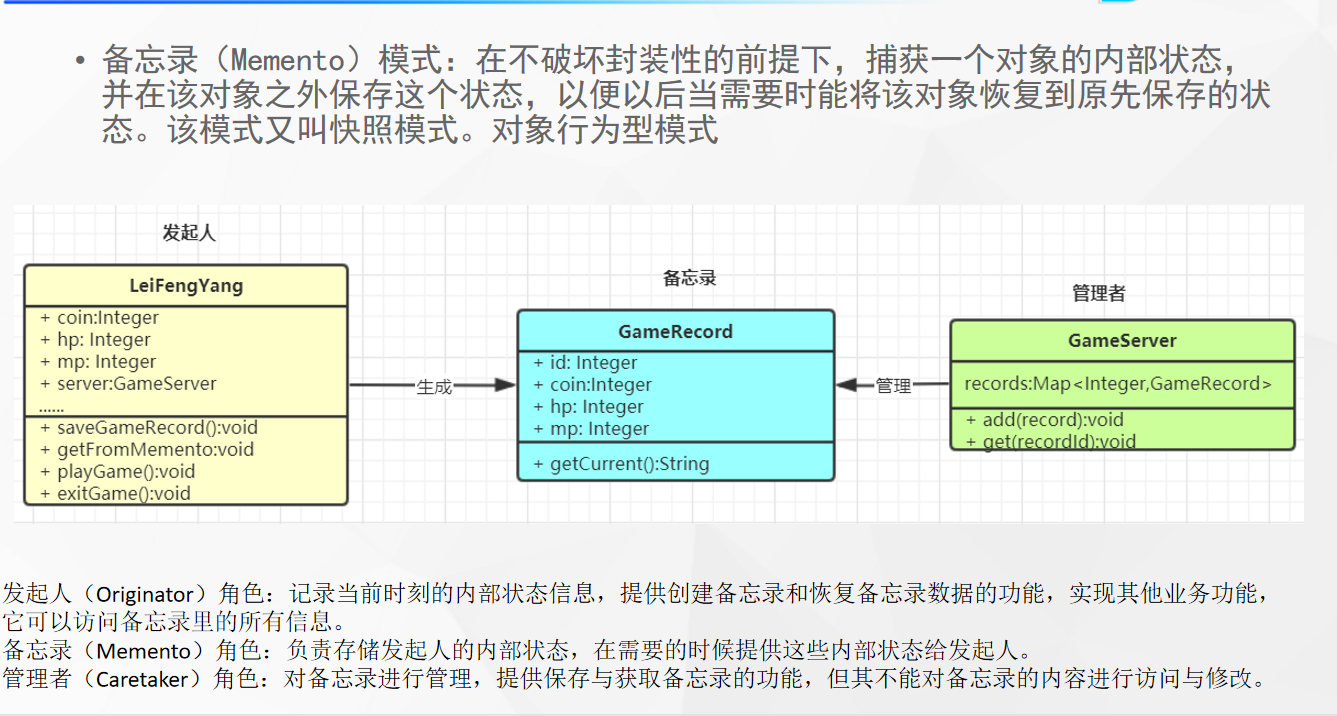 • 备忘录（Memento）模式：在不破坏封装性的前提下，捕获一个对象的内部状态，
并在该对象之外保存这个状态，以便以后当需要时能将该对象恢复到原先保存的状
态。该模式又叫快照模式。对象行为型模式
发起人
LeiFengYang
+ coin:Integer
+ hp: Integer
+ mp: Integer
+ server:GameServer
......
+ saveGameRecord():void
+ getFromMemento:void
+ playGame():void
+ exitGame():void
生成
备忘录
GameRecord
+ id: Integer
+ coin:Integer
+ hp: Integer
+ mp: Integer
+ getCurrent():String
管理
管理者
GameServer
records:Map<Integer,GameRecord>
+ add(record):void
+ get(recordId):void
发起人（Originator）角色：记录当前时刻的内部状态信息，提供创建备忘录和恢复备忘录数据的功能，实现其他业务功能，
它可以访问备忘录里的所有信息。
备忘录（Memento）角色：负责存储发起人的内部状态，在需要的时候提供这些内部状态给发起人。
管理者（Caretaker）角色：对备忘录进行管理，提供保存与获取备忘录的功能，但其不能对备忘录的内容进行访问与修改。